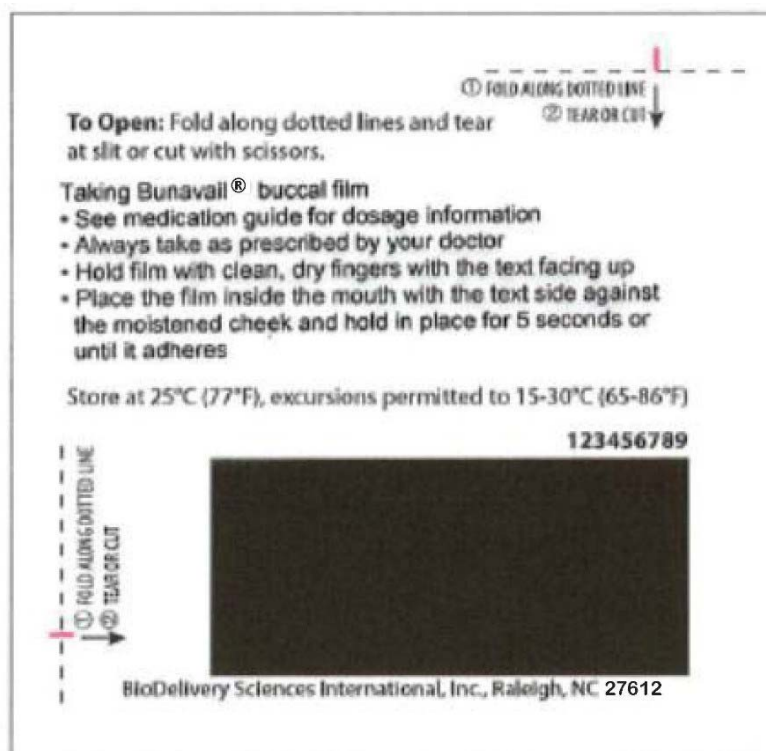 ① FOLD ALONG DOTTED LINE
② TEAR OR CUT
To Open: Fold along dotted lines and tear
at slit or cut with scissors.
Taking Bunavail® buccal film
• See medication guide for dosage information
• Always take as prescribed by your doctor
• Hold film with clean, dry fingers with the text facing up
• Place the film inside the mouth with the text side against
the moistened cheek and hold in place for 5 seconds or
until it adheres
Store at 25°C (77°F), excursions permitted to 15-30°C (65-86°F)
123456789
① FOLD ALONG DOTTED LINE
② TEAR OR CUT
BioDelivery Sciences International, Inc., Raleigh, NC 27612